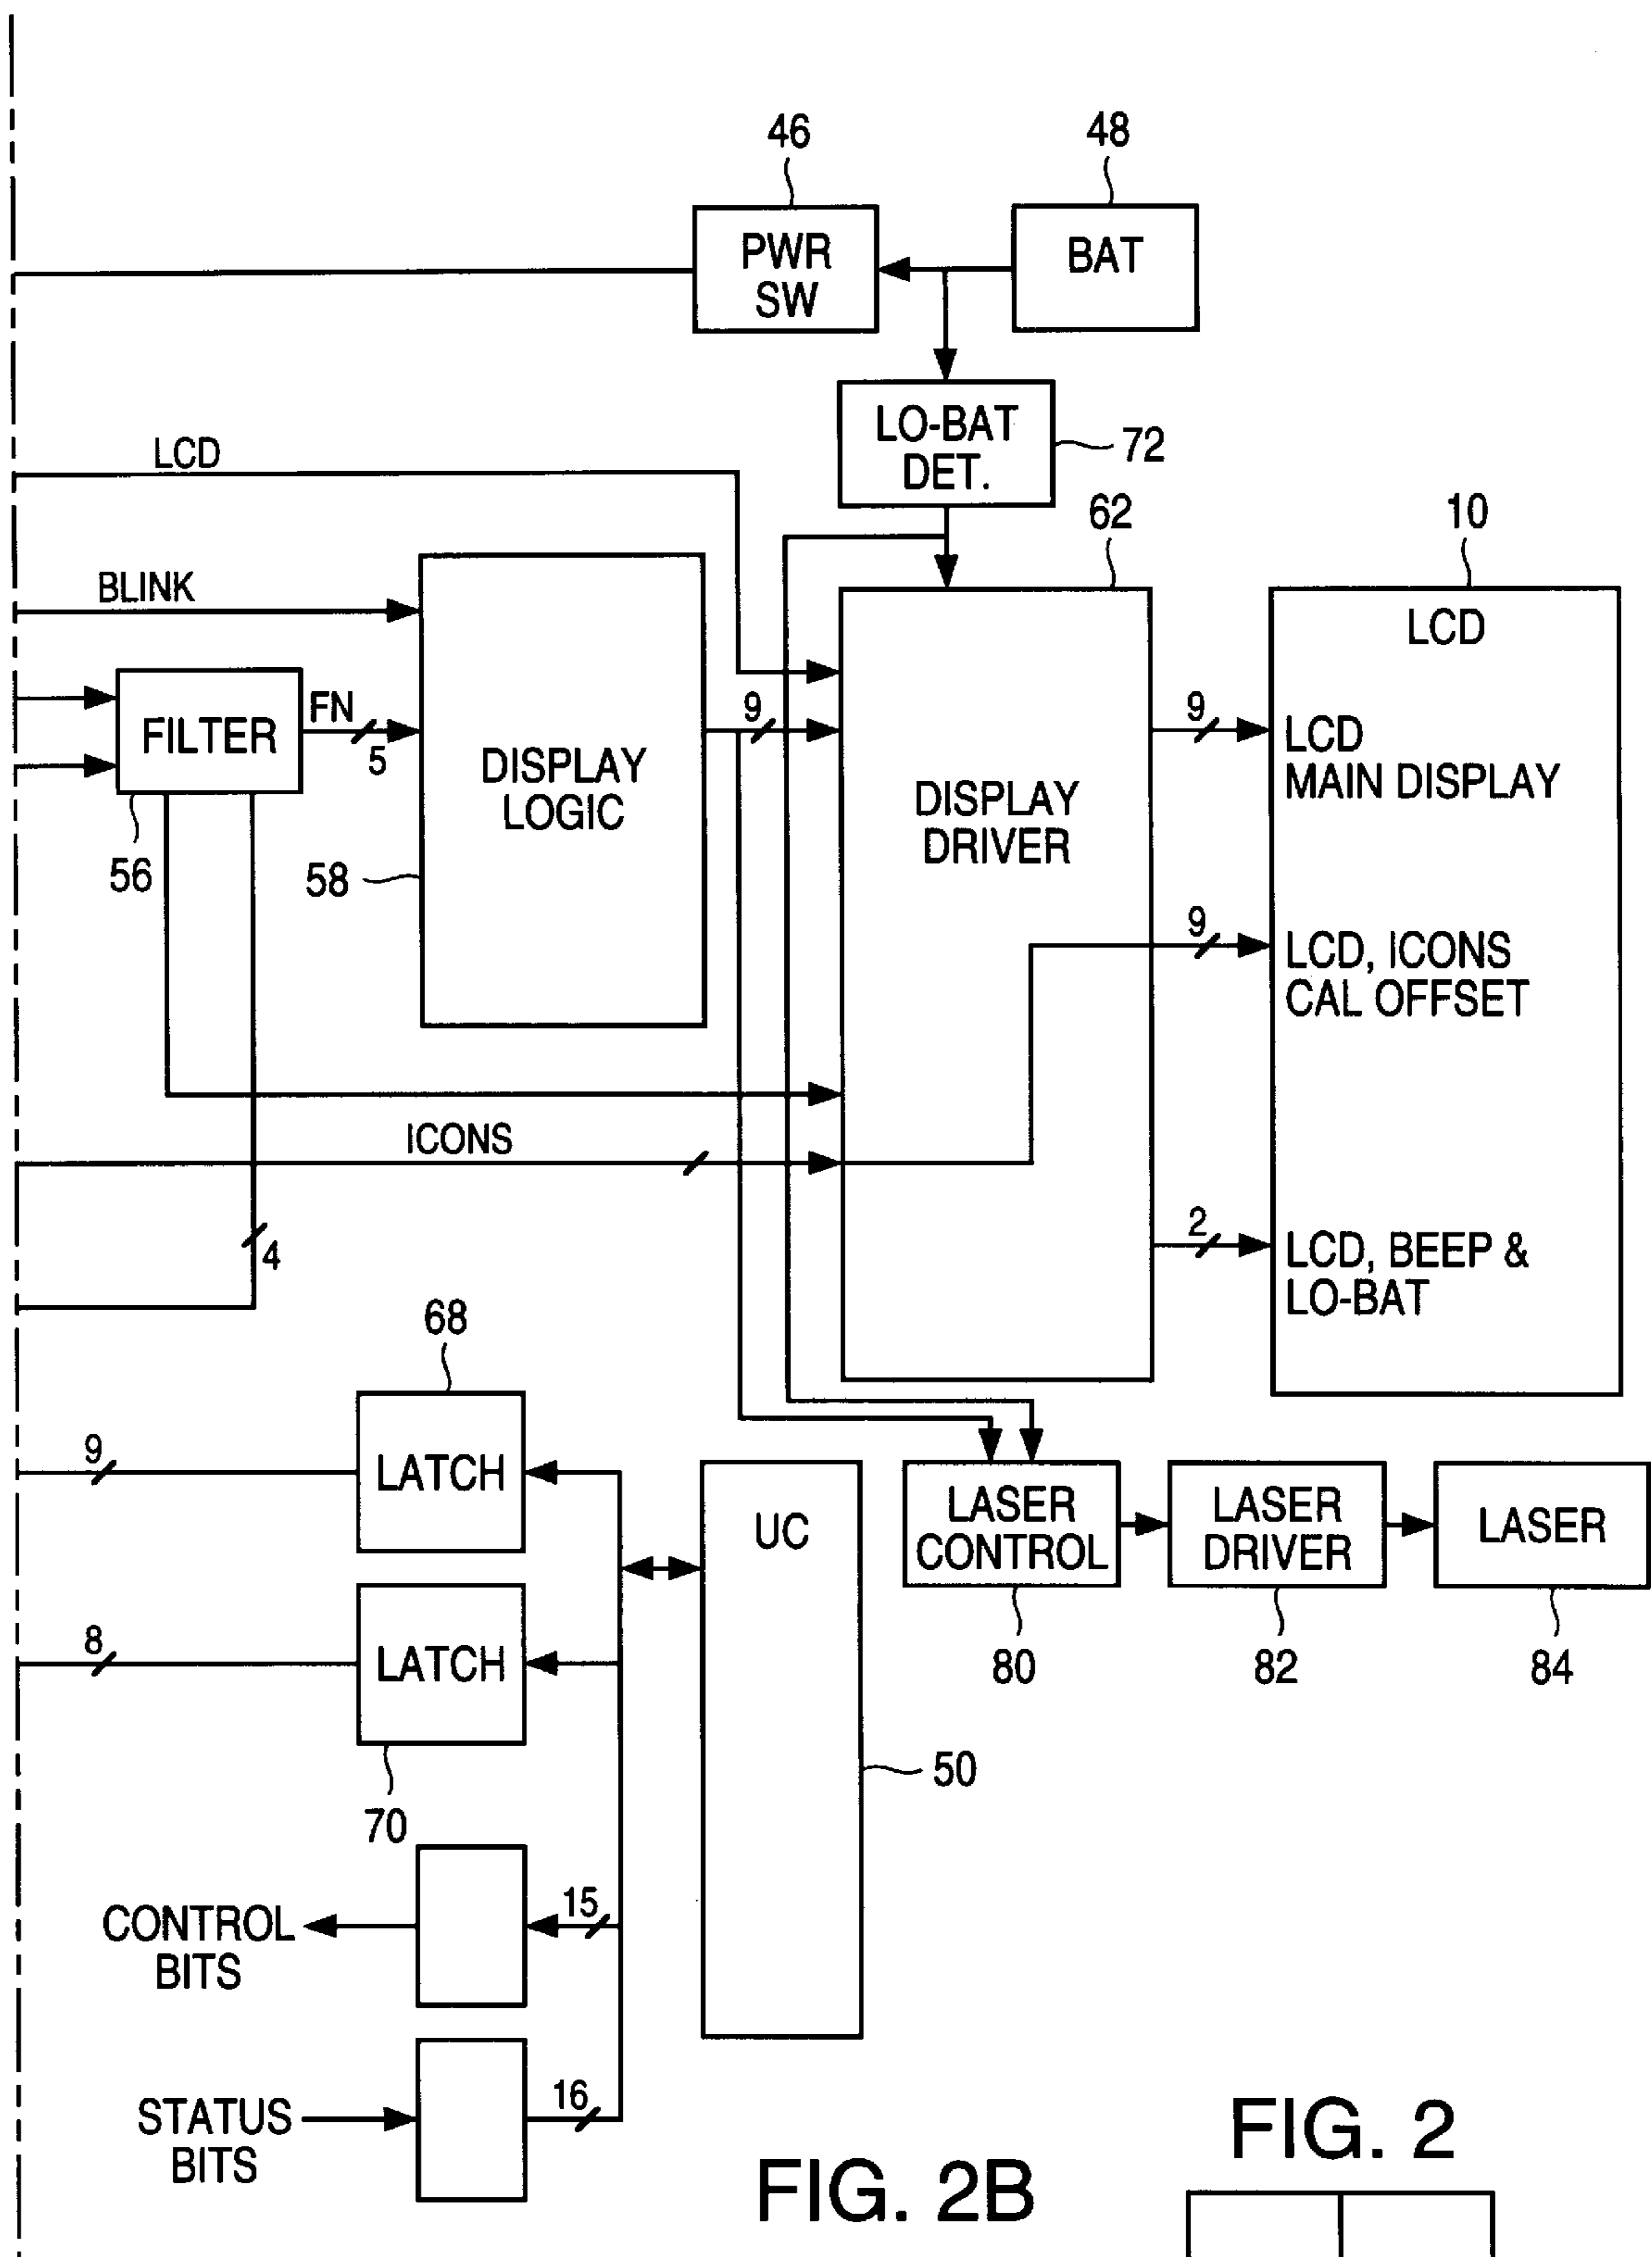 46
48
PWR
SW
BAT
LO-BAT
DET.
72
LCD
62
10
BLINK
LCD
FILTER
FN
5
9
9
DISPLAY
LOGIC
DISPLAY
DRIVER
LCD
MAIN DISPLAY
56
58
9
LCD, ICONS
CAL OFFSET
ICONS
4
2
LCD, BEEP &
LO-BAT
68
9
LATCH
UC
LASER
CONTROL
LASER
DRIVER
LASER
8
LATCH
80
82
84
50
70
CONTROL
BITS
15
STATUS
BITS
16
FIG. 2B
FIG. 2